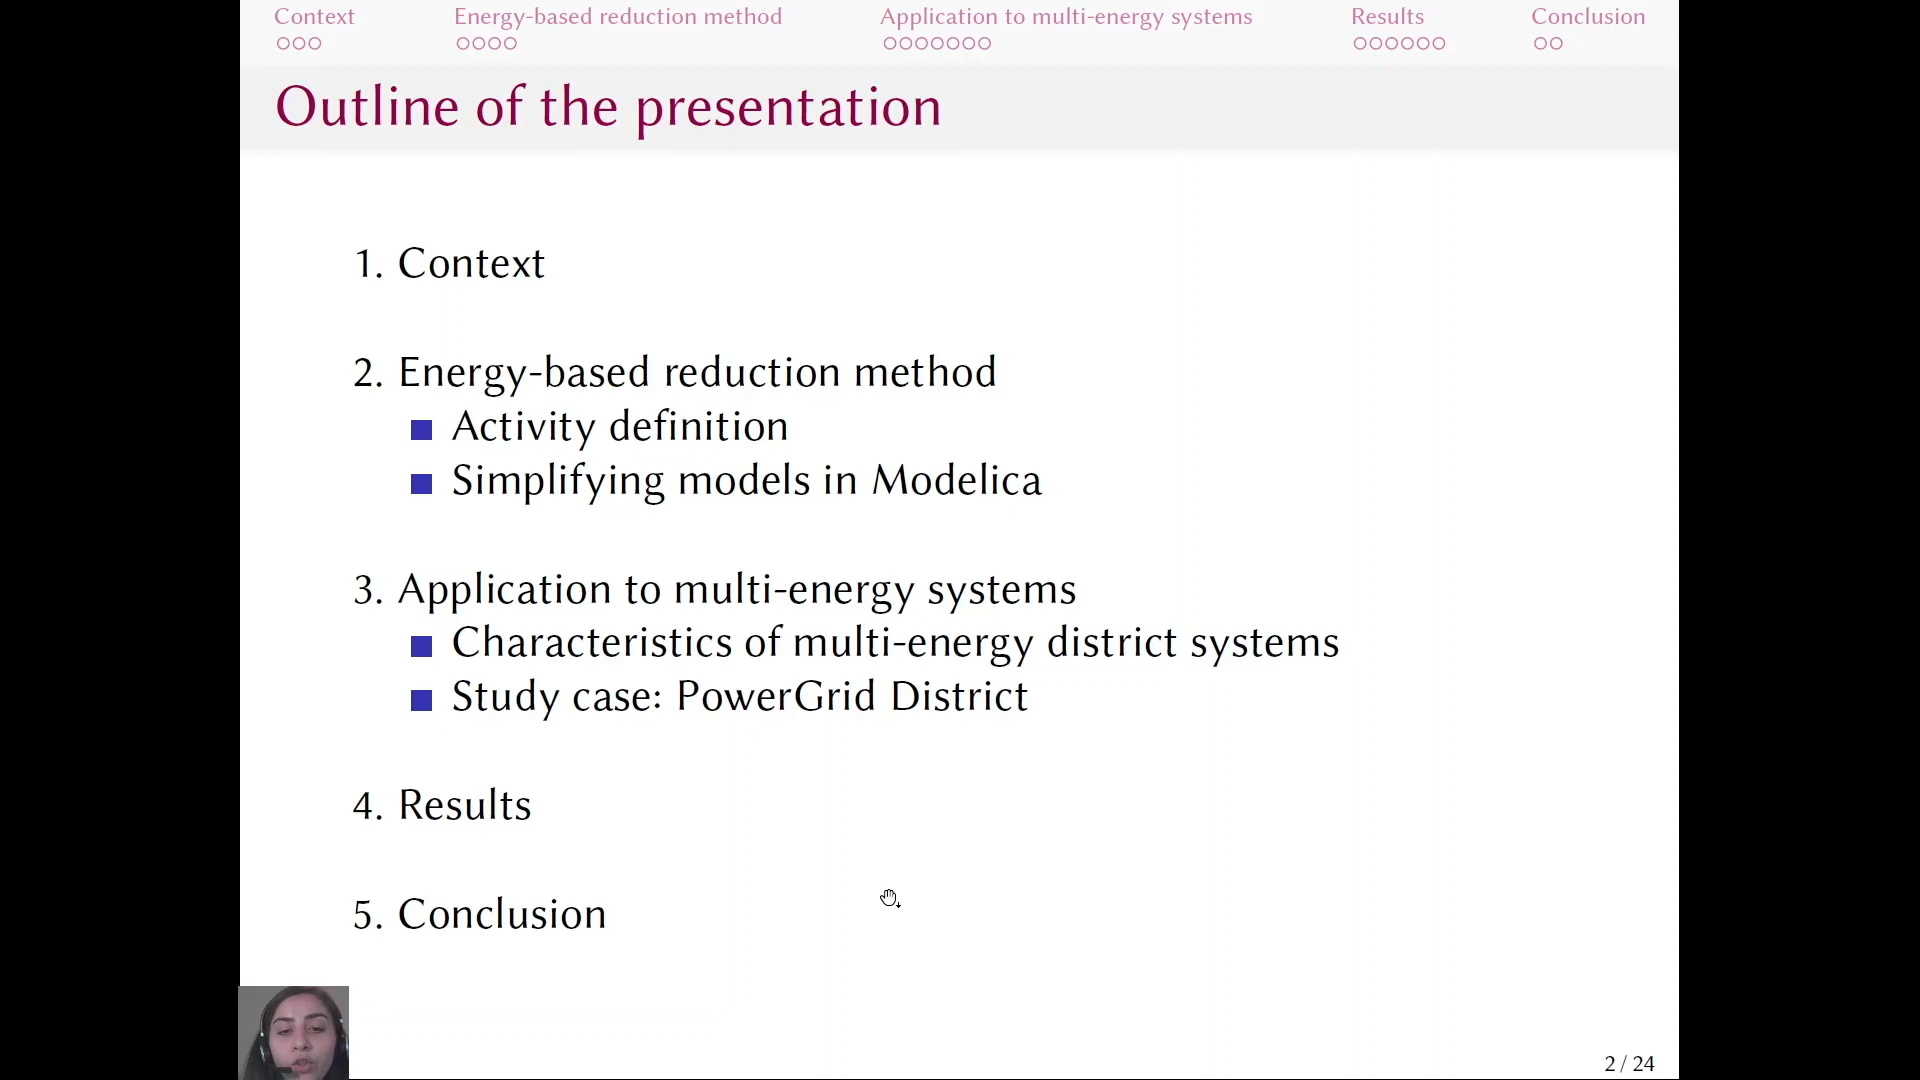 Context Energy-based reduction method Application to multi-energy systems Results Conclusion
Outline of the presentation
1. Context
2. Energy-based reduction method
Activity definition
Simplifying models in Modelica
3. Application to multi-energy systems
Characteristics of multi-energy district systems
Study case: PowerGrid District
4. Results
5. Conclusion
2 / 24